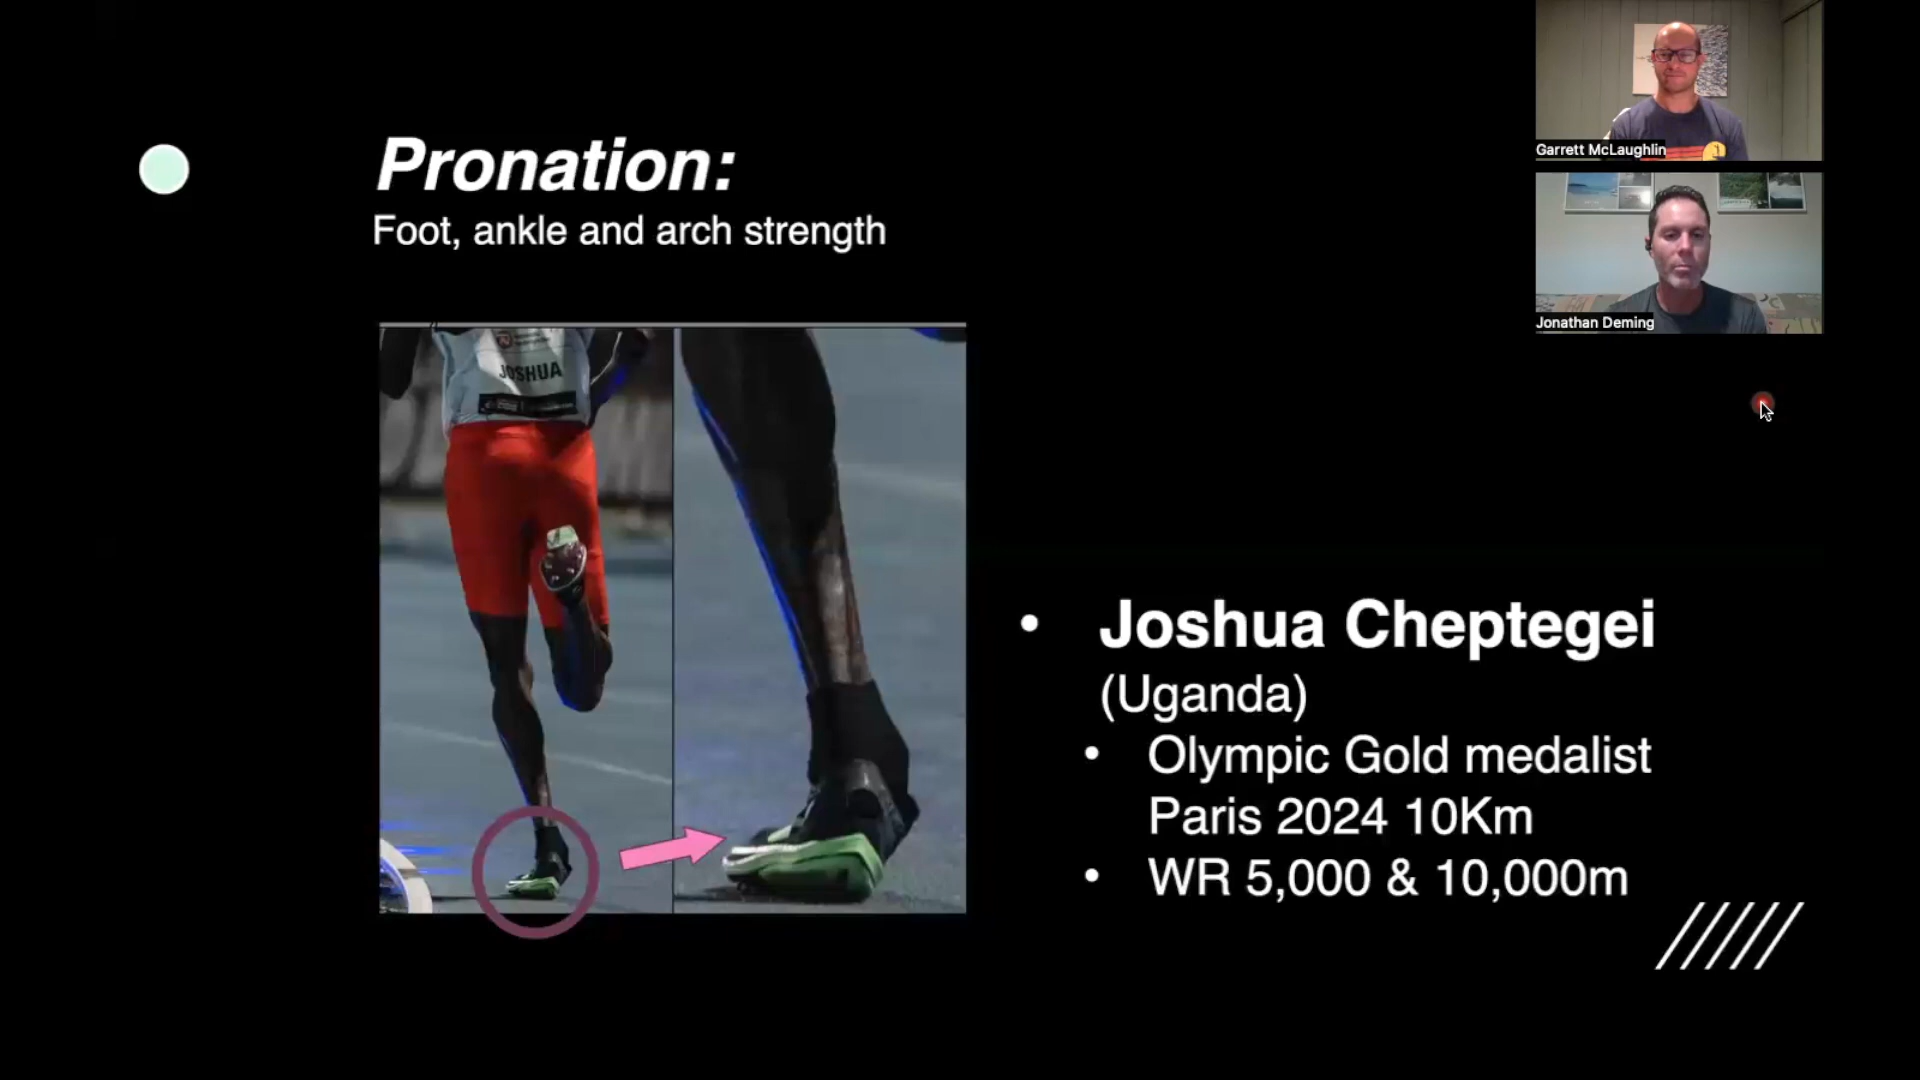 Pronation:
Foot, ankle and arch strength
JOSHUA
• Joshua Cheptegei
(Uganda)
• Olympic Gold medalist
Paris 2024 10Km
• WR 5,000 & 10,000m
Garrett McLaughlin
Jonathan Deming